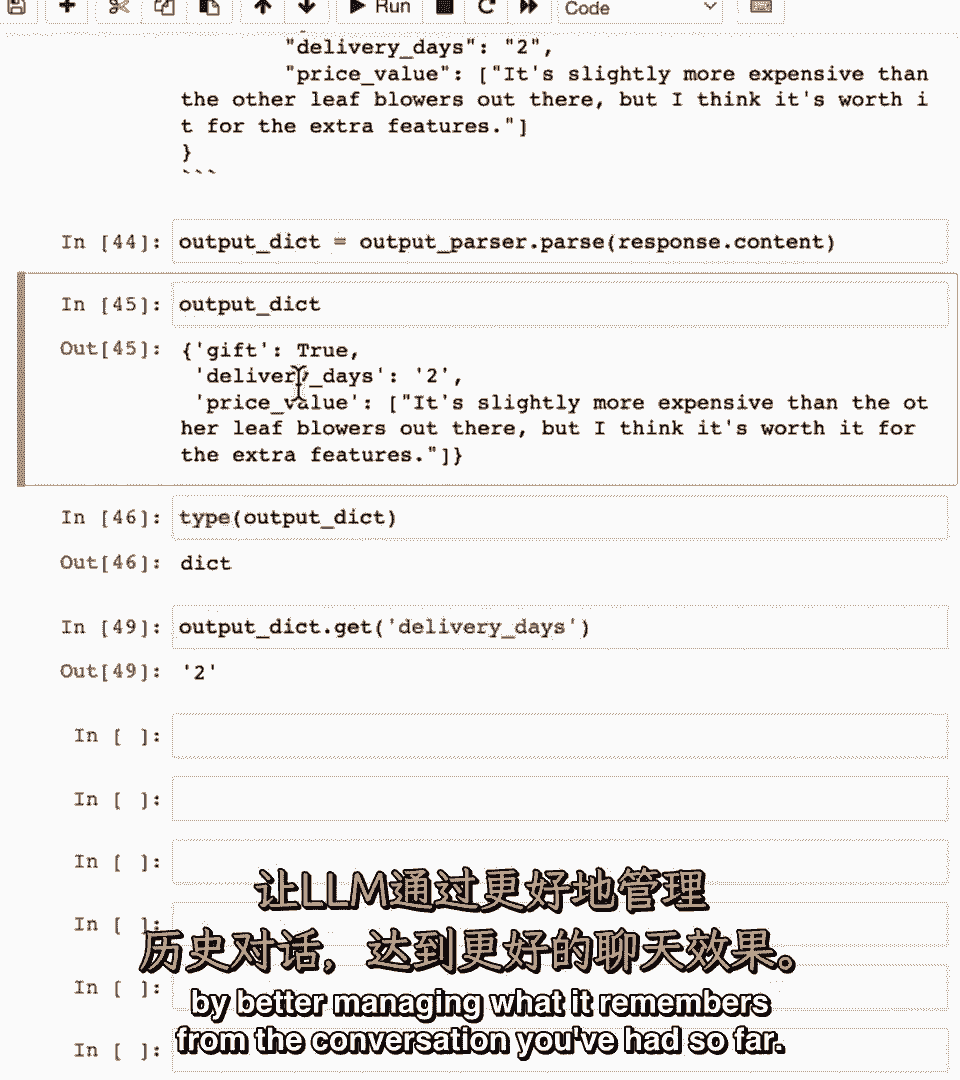 Run
Code
"delivery_days": "2",
"price_value": ["It's slightly more expensive than
the other leaf blowers out there, but I think it's worth i
t for the extra features."]
}
```
In [44]: output_dict = output_parser.parse(response.content)
In [45]: output_dict
Out[45]: {'gift': True,
'delivery_days': '2',
'price_value': ["It's slightly more expensive than the ot
her leaf blowers out there, but I think it's worth it for
the extra features."]}
In [46]: type(output_dict)
Out[46]: dict
In [49]: output_dict.get('delivery_days')
Out[49]: '2'
In [ ]:
In [ ]:
In [ ]:
In [ ]:
In [ ]:
In [ ]:
让LLM通过更好地管理
历史对话，达到更好的聊天效果。
by better managing what it remembers
from the conversation you've had so far.